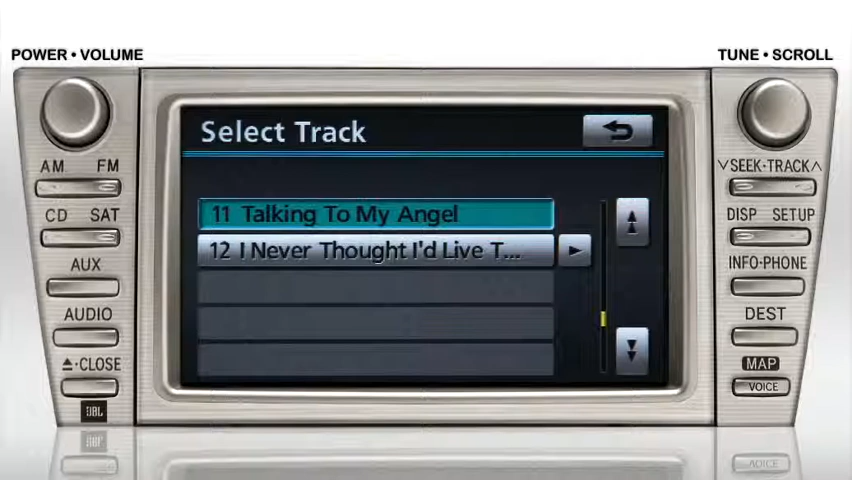 POWER • VOLUME
TUNE • SCROLL
Select Track
AM FM
∨SEEK•TRACK∧
11 Talking To My Angel
CD SAT
DISP SETUP
12 I Never Thought I'd Live T...
AUX
INFO•PHONE
AUDIO
DEST
⏏•CLOSE
MAP
VOICE
JBL